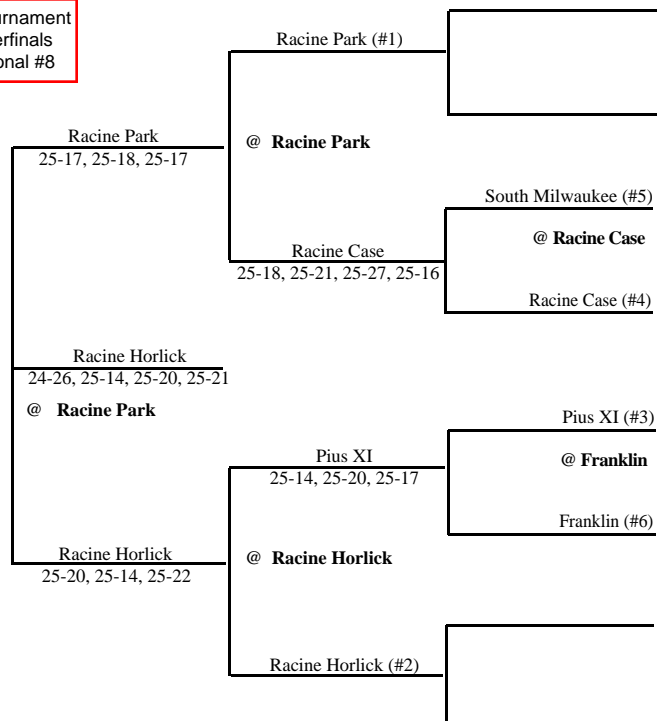 urnament
erfinals
onal #8
Racine Park (#1)
Racine Park
25-17, 25-18, 25-17
@ Racine Park
South Milwaukee (#5)
@ Racine Case
Racine Case
25-18, 25-21, 25-27, 25-16
Racine Case (#4)
Racine Horlick
24-26, 25-14, 25-20, 25-21
@ Racine Park
Pius XI (#3)
Pius XI
25-14, 25-20, 25-17
@ Franklin
Franklin (#6)
Racine Horlick
25-20, 25-14, 25-22
@ Racine Horlick
Racine Horlick (#2)